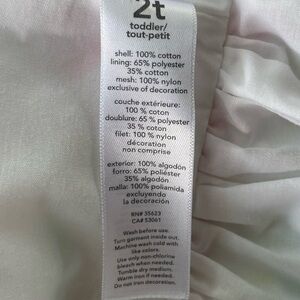 2t
toddler/
tout-petit
shell: 100% cotton
lining: 65% polyester
35% cotton
mesh: 100% nylon
exclusive of decoration
couche extérieure:
100 % coton
doublure: 65 % polyester
35 % coton
filet: 100 % nylon
décoration
non comprise
exterior: 100% algodón
forro: 65% poliéster
35% algodón
malla: 100% poliamida
excluyendo
la decoración
RN# 35623
CA# 53061
Wash before use.
Turn garment inside out.
Machine wash cold with
like colors.
Use only non-chlorine
bleach when needed.
Tumble dry medium.
Warm iron if needed.
Do not iron decoration.